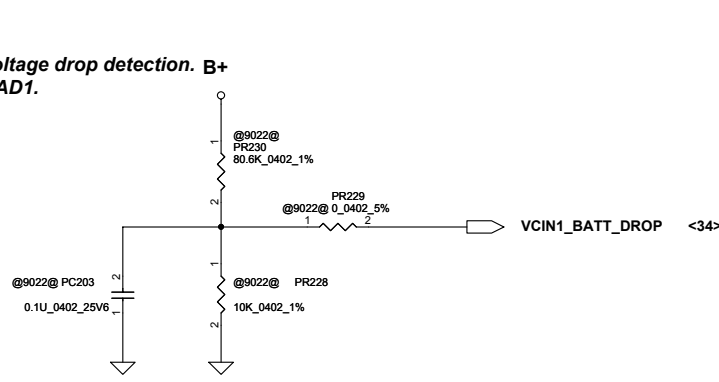 oltage drop detection. B+
AD1.
@9022@
PR230
80.6K_0402_1%
1
2
PR229
@9022@ 0_0402_5%
1 2
VCIN1_BATT_DROP <34>
@9022@ PC203
0.1U_0402_25V6
2
1
@9022@ PR228
10K_0402_1%
1
2